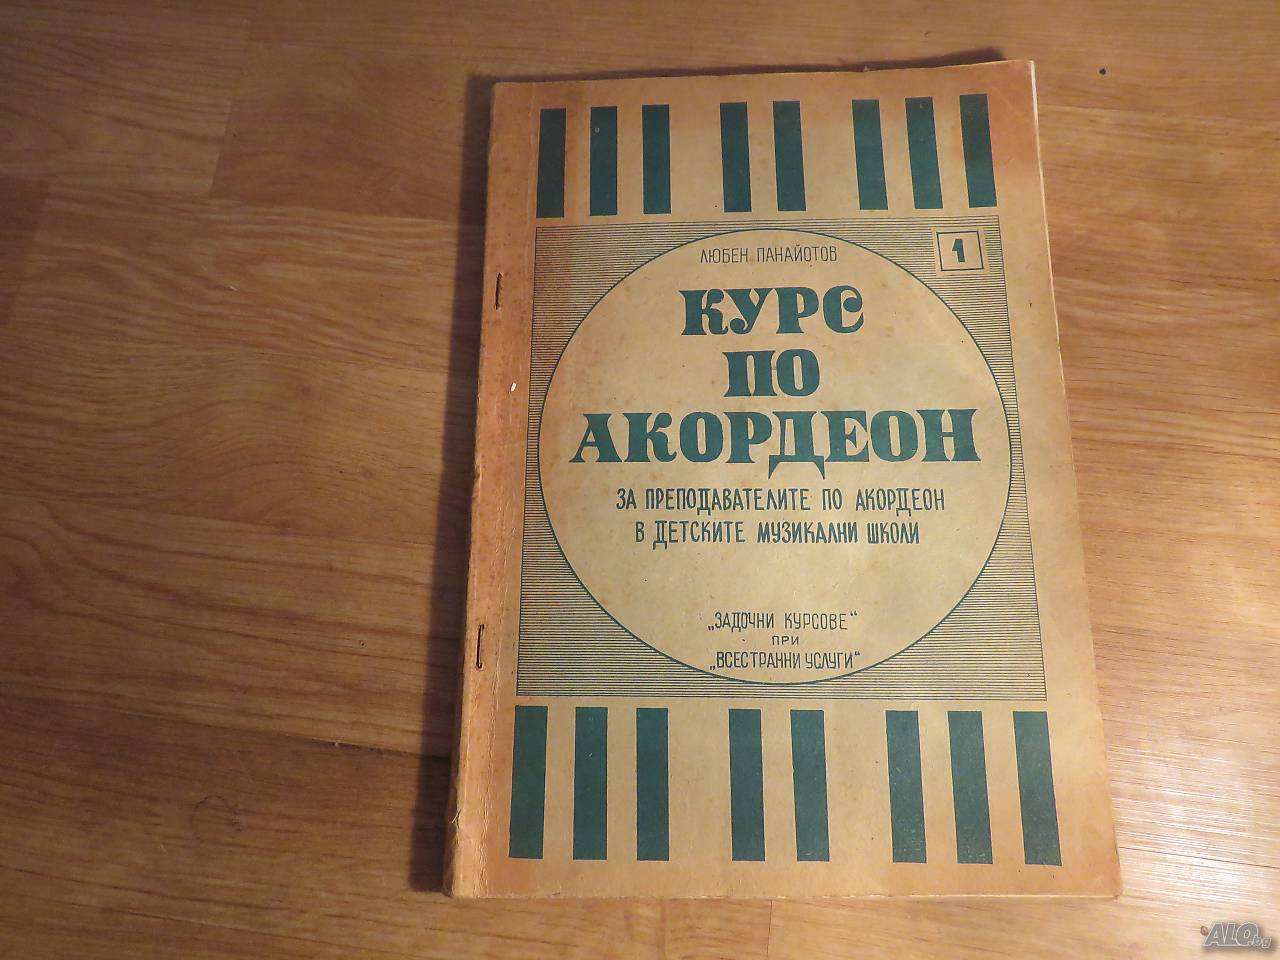 ЛЮБЕН ПАНАЙОТОВ
1
КУРС
ПО
АКОРДЕОН
ЗА ПРЕПОДАВАТЕЛИТЕ ПО АКОРДЕОН
В ДЕТСКИТЕ МУЗИКАЛНИ ШКОЛИ
„ЗАДОЧНИ КУРСОВЕ“
ПРИ
„ВСЕСТРАННИ УСЛУГИ“
ALO.bg